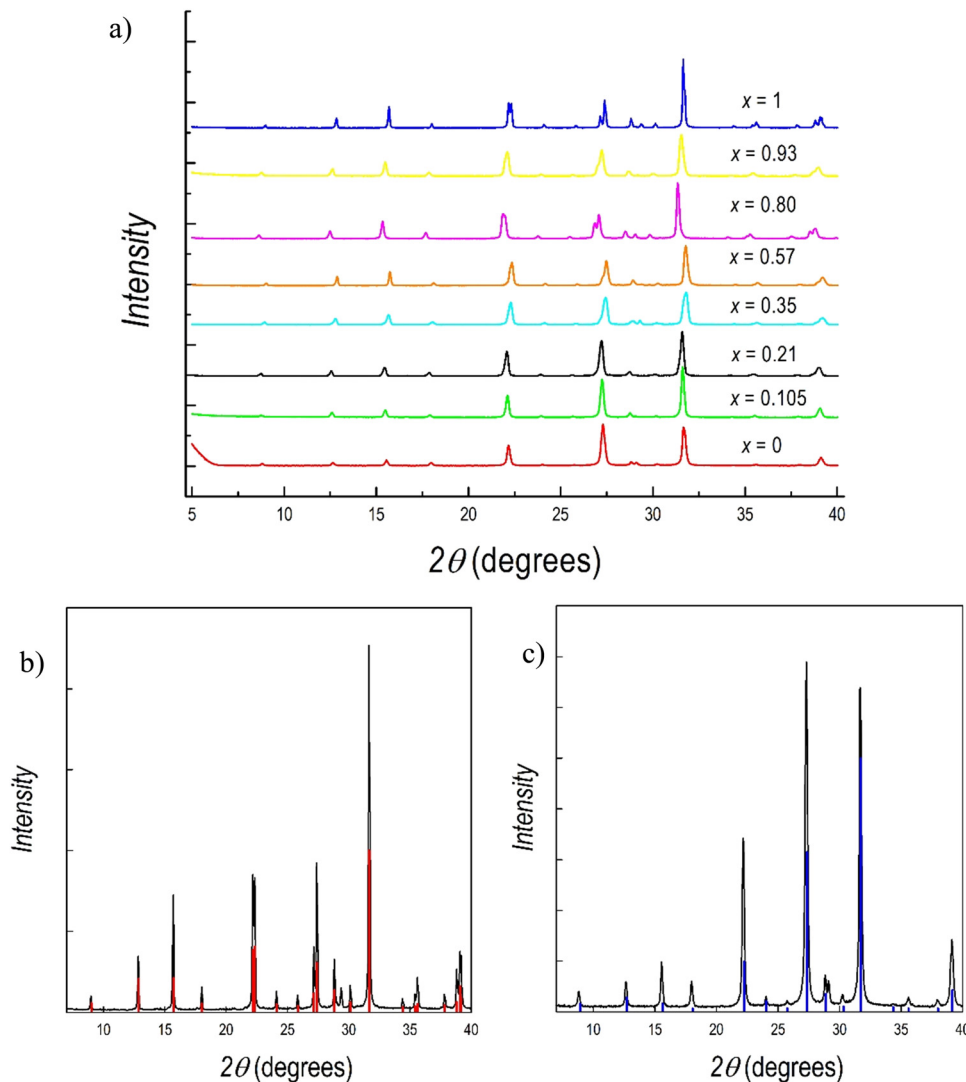 a)
x = 1
x = 0.93
x = 0.80
x = 0.57
x = 0.35
x = 0.21
x = 0.105
x = 0
Intensity
5 10 15 20 25 30 35 40
2θ (degrees)
b)
Intensity
10 15 20 25 30 35 40
2θ (degrees)
c)
Intensity
10 15 20 25 30 35 40
2θ (degrees)